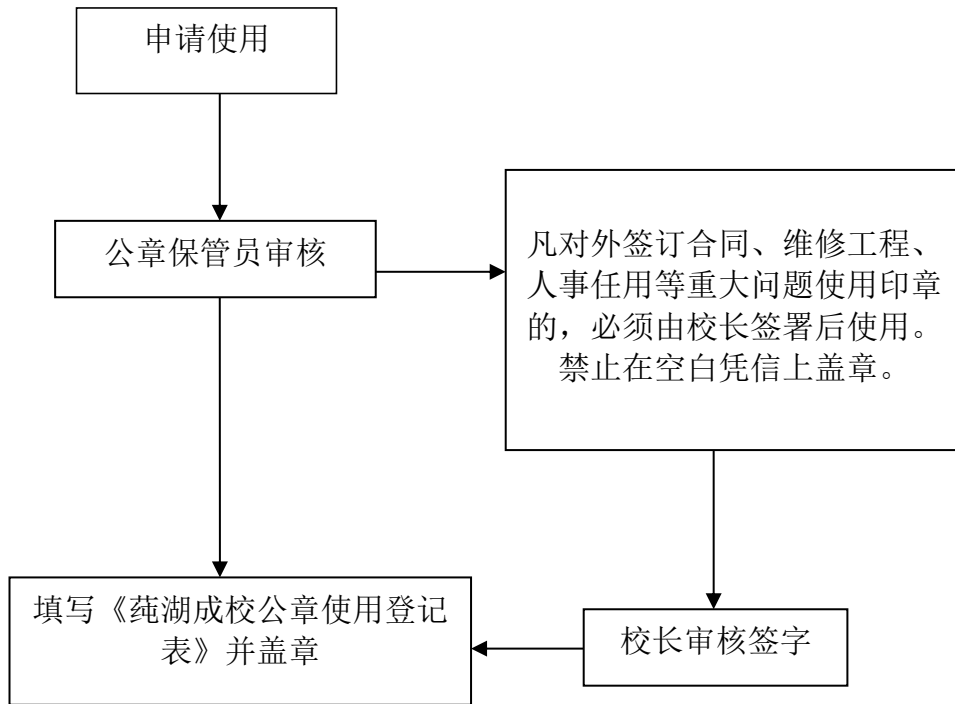 申请使用
公章保管员审核
凡对外签订合同、维修工程、
人事任用等重大问题使用印章
的，必须由校长签署后使用。
禁止在空白凭信上盖章。
填写《莼湖成校公章使用登记
表》并盖章
校长审核签字